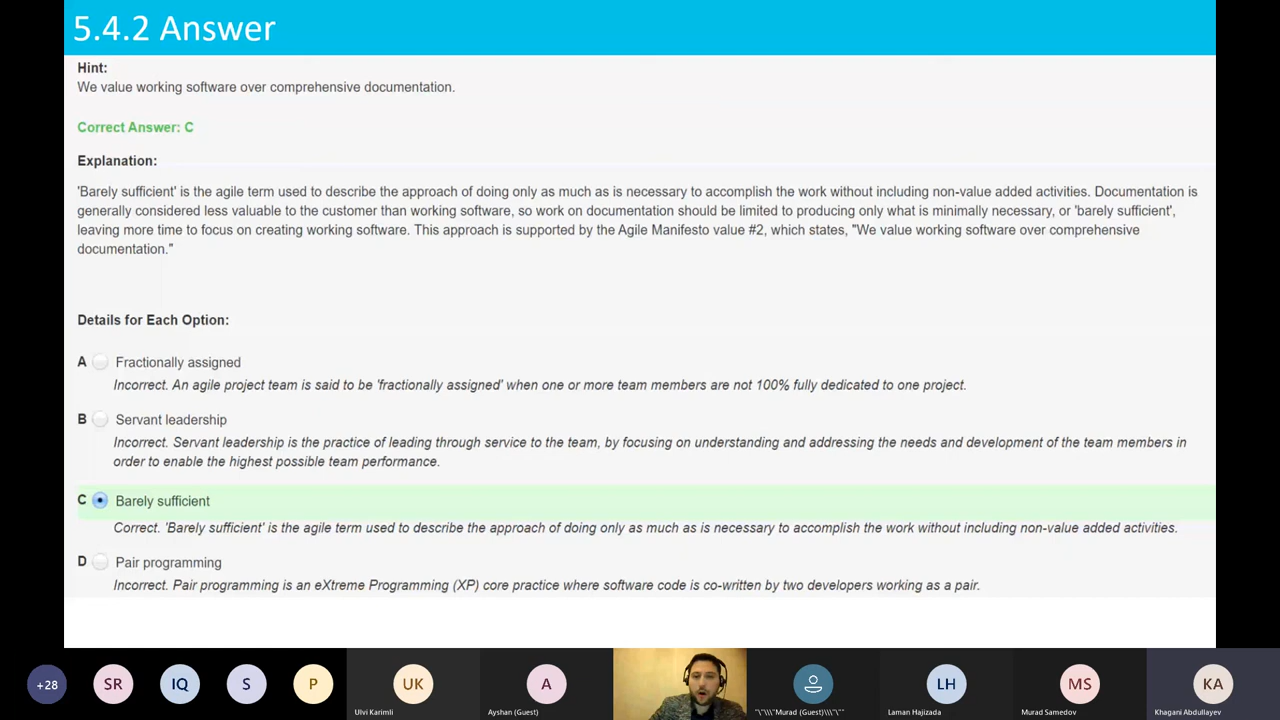 5.4.2 Answer
Hint:
We value working software over comprehensive documentation.
Correct Answer: C
Explanation:
'Barely sufficient' is the agile term used to describe the approach of doing only as much as is necessary to accomplish the work without including non-value added activities. Documentation is
generally considered less valuable to the customer than working software, so work on documentation should be limited to producing only what is minimally necessary, or 'barely sufficient',
leaving more time to focus on creating working software. This approach is supported by the Agile Manifesto value #2, which states, "We value working software over comprehensive
documentation."
Details for Each Option:
A Fractionally assigned
Incorrect. An agile project team is said to be 'fractionally assigned' when one or more team members are not 100% fully dedicated to one project.
B Servant leadership
Incorrect. Servant leadership is the practice of leading through service to the team, by focusing on understanding and addressing the needs and development of the team members in
order to enable the highest possible team performance.
C Barely sufficient
Correct. 'Barely sufficient' is the agile term used to describe the approach of doing only as much as is necessary to accomplish the work without including non-value added activities.
D Pair programming
Incorrect. Pair programming is an eXtreme Programming (XP) core practice where software code is co-written by two developers working as a pair.
+28 SR IQ S P UK A LH MS KA
Ulvi Karimli Ayshan (Guest) "\"\\\"Murad (Guest)\\\"\"" Laman Hajizada Murad Samedov Khagani Abdullayev